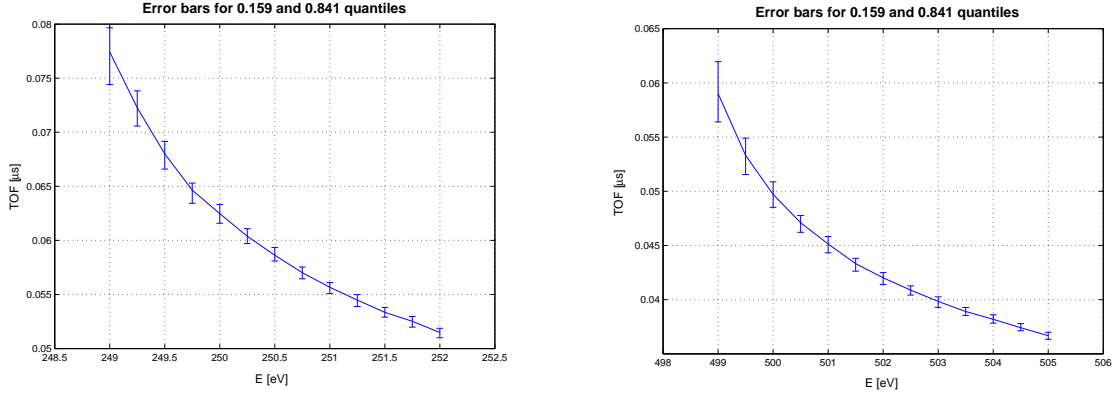 Error bars for 0.159 and 0.841 quantiles
0.08
0.075
0.07
0.065
0.06
0.055
0.05
TOF [µs]
248.5 249 249.5 250 250.5 251 251.5 252 252.5
E [eV]
Error bars for 0.159 and 0.841 quantiles
0.065
0.06
0.055
0.05
0.045
0.04
TOF [µs]
498 499 500 501 502 503 504 505 506
E [eV]